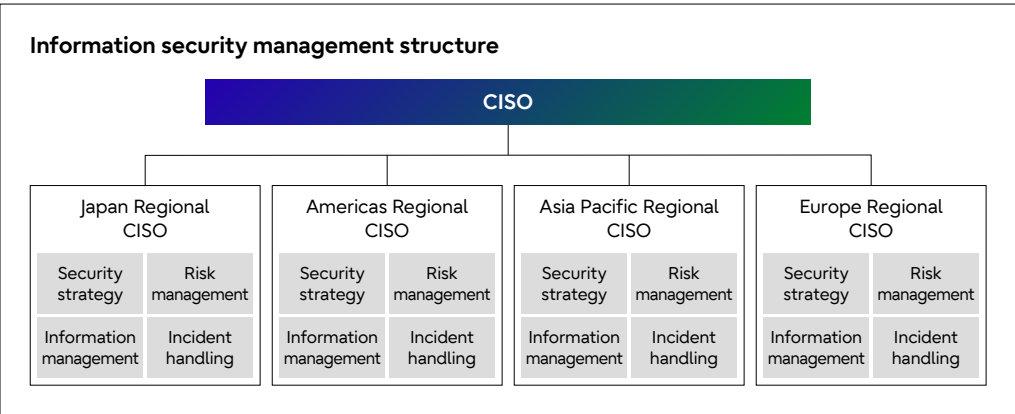 Information security management structure
CISO
Japan Regional
CISO
Security
strategy
Risk
management
Information
management
Incident
handling
Americas Regional
CISO
Security
strategy
Risk
management
Information
management
Incident
handling
Asia Pacific Regional
CISO
Security
strategy
Risk
management
Information
management
Incident
handling
Europe Regional
CISO
Security
strategy
Risk
management
Information
management
Incident
handling